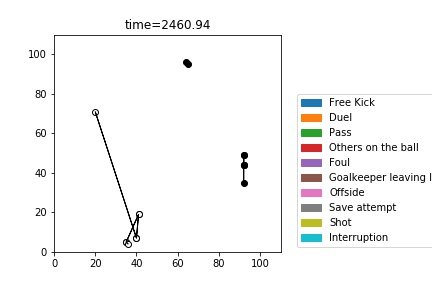 time=2460.94
100
80
60
40
20
0
0 20 40 60 80 100
Free Kick
Duel
Pass
Others on the ball
Foul
Goalkeeper leaving l
Offside
Save attempt
Shot
Interruption